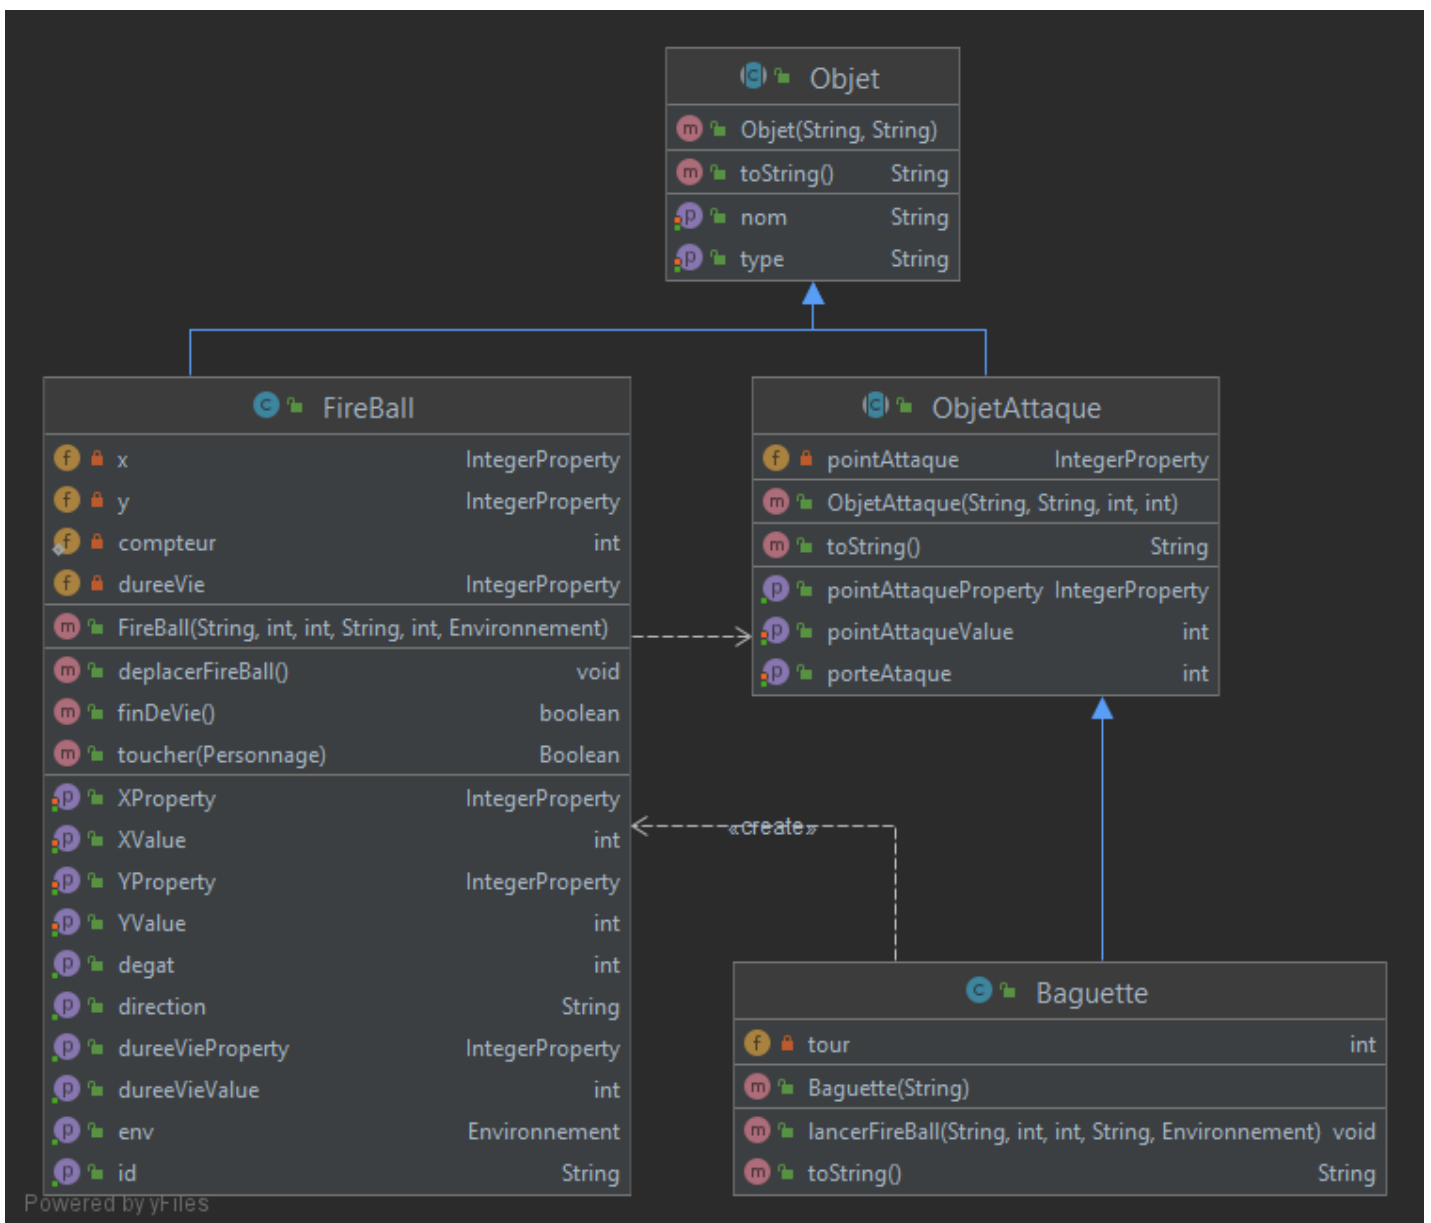 Objet
Objet(String, String)
toString() String
nom String
type String
FireBall
x IntegerProperty
y IntegerProperty
compteur int
dureeVie IntegerProperty
FireBall(String, int, int, String, int, Environnement)
deplacerFireBall() void
finDeVie() boolean
toucher(Personnage) Boolean
XProperty IntegerProperty
XValue int
YProperty IntegerProperty
YValue int
degat int
direction String
dureeVieProperty IntegerProperty
dureeVieValue int
env Environnement
id String
ObjetAttaque
pointAttaque IntegerProperty
ObjetAttaque(String, String, int, int)
toString() String
pointAttaqueProperty IntegerProperty
pointAttaqueValue int
porteAtaque int
«create»
Baguette
tour int
Baguette(String)
lancerFireBall(String, int, int, String, Environnement) void
toString() String
Powered by yFiles